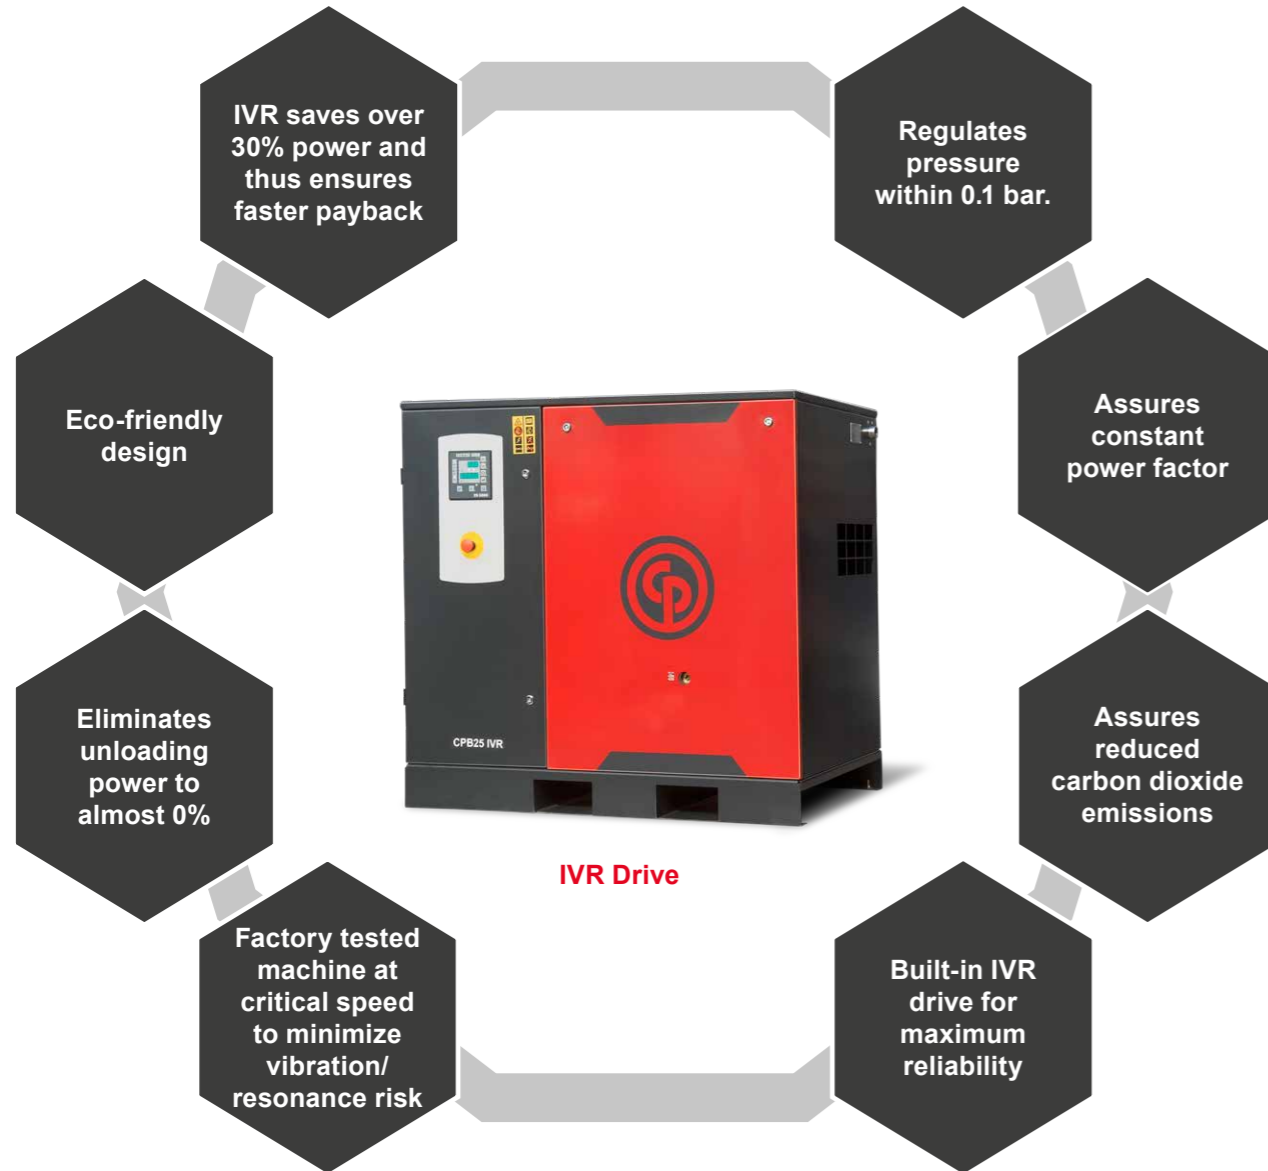 IVR saves over
30% power and
thus ensures
faster payback
Regulates
pressure
within 0.1 bar.
Eco-friendly
design
Assures
constant
power factor
CP
CPB25 IVR
Eliminates
unloading
power to
almost 0%
Assures
reduced
carbon dioxide
emissions
IVR Drive
Factory tested
machine at
critical speed
to minimize
vibration/
resonance risk
Built-in IVR
drive for
maximum
reliability